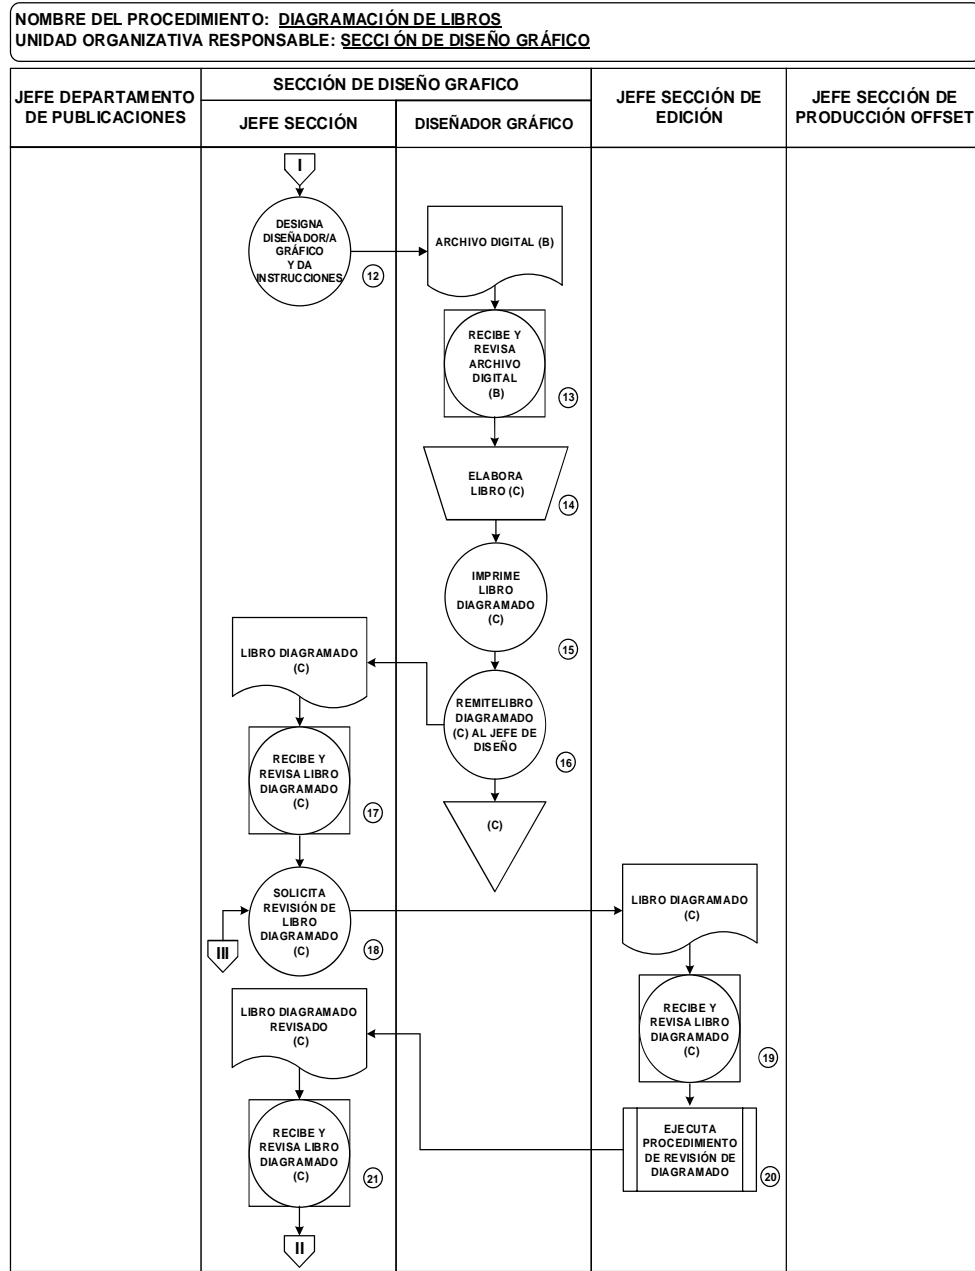 NOMBRE DEL PROCEDIMIENTO: DIAGRAMACIÓN DE LIBROS
UNIDAD ORGANIZATIVA RESPONSABLE: SECCIÓN DE DISEÑO GRÁFICO
JEFE DEPARTAMENTO
DE PUBLICACIONES
SECCIÓN DE DISEÑO GRAFICO
JEFE SECCIÓN
DISEÑADOR GRÁFICO
JEFE SECCIÓN DE
EDICIÓN
JEFE SECCIÓN DE
PRODUCCIÓN OFFSET
I
DESIGNA
DISEÑADOR/A
GRÁFICO
Y DA
INSTRUCCIONES
12
ARCHIVO DIGITAL (B)
RECIBE Y
REVISA
ARCHIVO
DIGITAL
(B)
13
ELABORA
LIBRO (C)
14
IMPRIME
LIBRO
DIAGRAMADO
(C)
15
REMITELIBRO
DIAGRAMADO
(C) AL JEFE DE
DISEÑO
16
(C)
LIBRO DIAGRAMADO
(C)
RECIBE Y
REVISA LIBRO
DIAGRAMADO
(C)
17
SOLICITA
REVISIÓN DE
LIBRO
DIAGRAMADO
(C)
18
III
LIBRO DIAGRAMADO
(C)
RECIBE Y
REVISA LIBRO
DIAGRAMADO
(C)
19
EJECUTA
PROCEDIMIENTO
DE REVISIÓN DE
DIAGRAMADO
20
LIBRO DIAGRAMADO
REVISADO
(C)
RECIBE Y
REVISA LIBRO
DIAGRAMADO
(C)
21
II